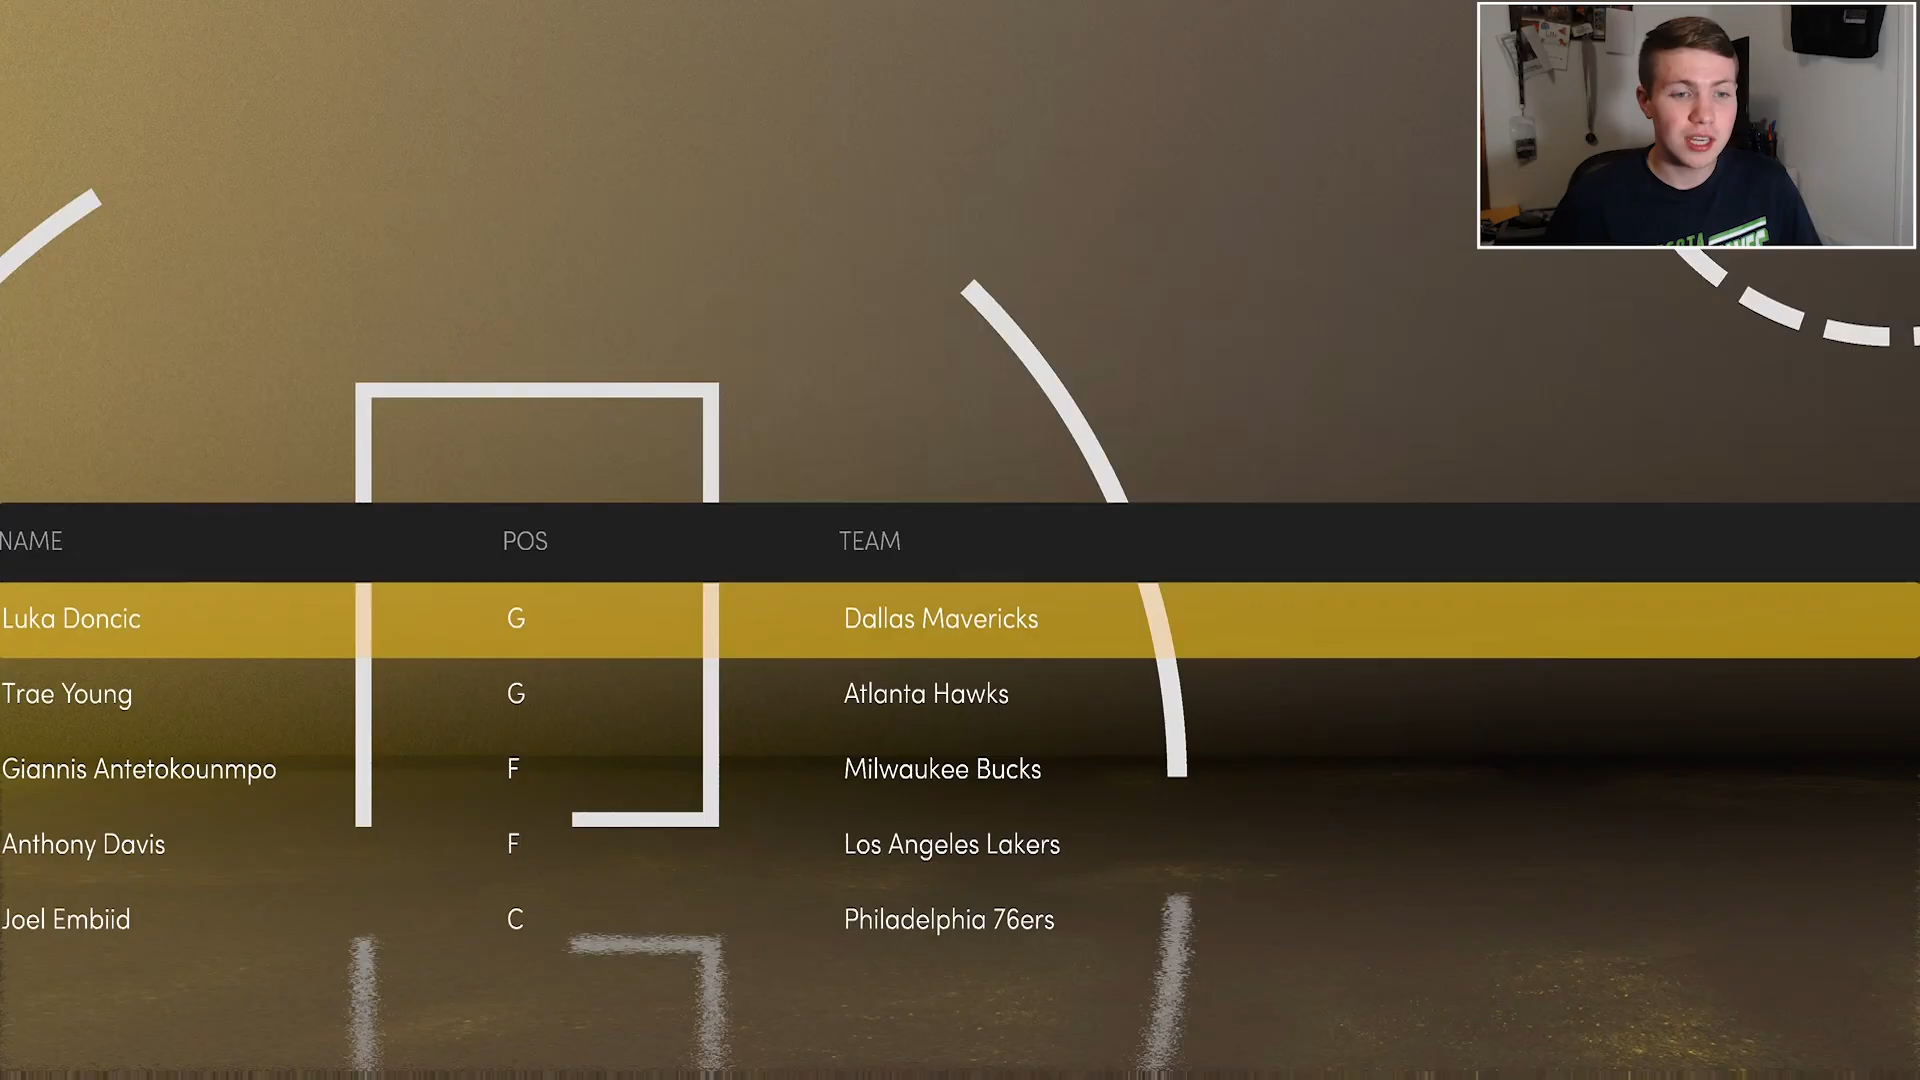 NAME POS TEAM
Luka Doncic G Dallas Mavericks
Trae Young G Atlanta Hawks
Giannis Antetokounmpo F Milwaukee Bucks
Anthony Davis F Los Angeles Lakers
Joel Embiid C Philadelphia 76ers